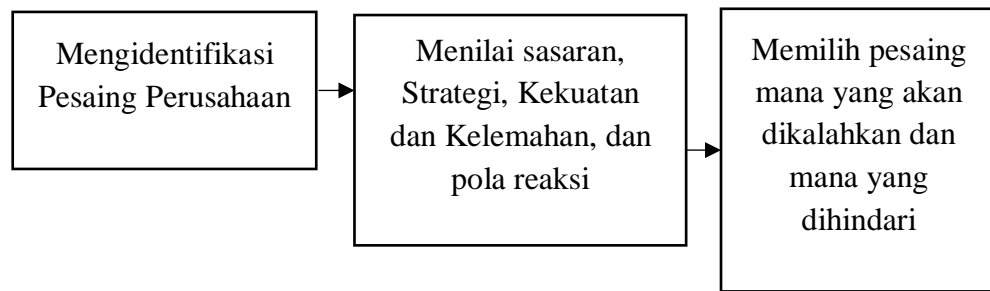 Mengidentifikasi
Pesaing Perusahaan
Menilai sasaran,
Strategi, Kekuatan
dan Kelemahan, dan
pola reaksi
Memilih pesaing
mana yang akan
dikalahkan dan
mana yang
dihindari